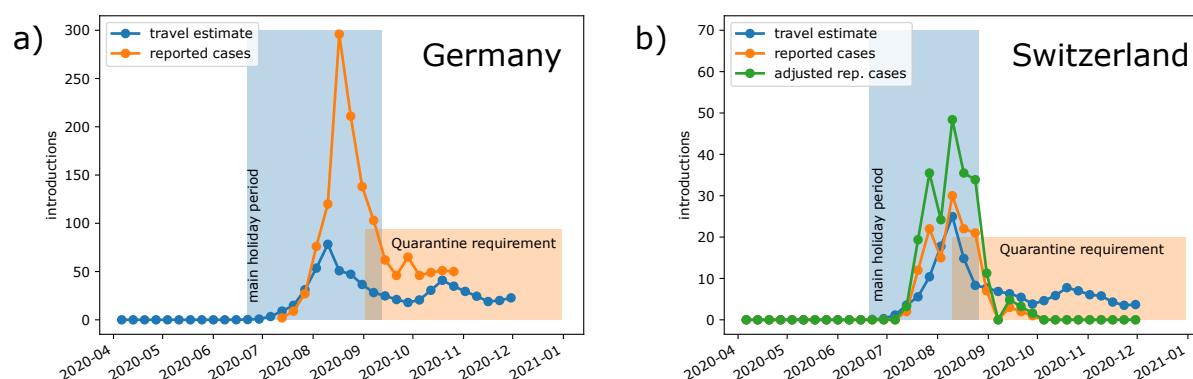 a)
travel estimate
reported cases
Germany
introductions
300
250
200
150
100
50
0
main holiday period
Quarantine requirement
2020-04
2020-05
2020-06
2020-07
2020-08
2020-09
2020-10
2020-11
2020-12
2021-01
b)
travel estimate
reported cases
adjusted rep. cases
Switzerland
introductions
70
60
50
40
30
20
10
0
main holiday period
Quarantine requirement
2020-04
2020-05
2020-06
2020-07
2020-08
2020-09
2020-10
2020-11
2020-12
2021-01